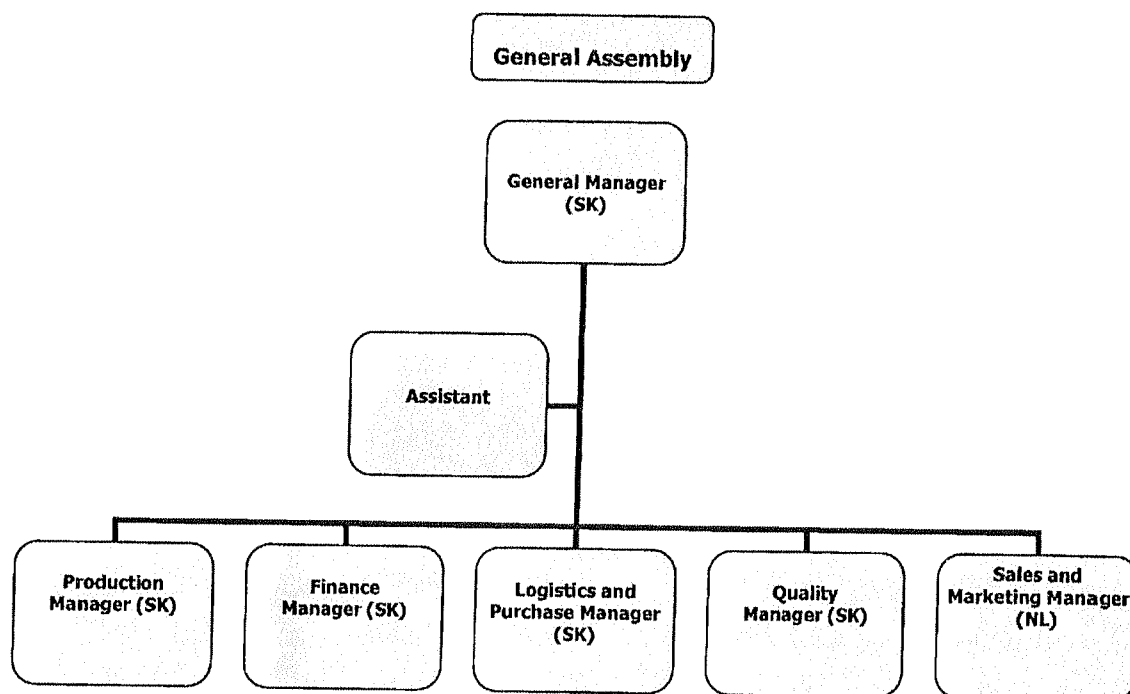 General Assembly
General Manager
(SK)
Assistant
Production
Manager (SK)
Finance
Manager (SK)
Logistics and
Purchase Manager
(SK)
Quality
Manager (SK)
Sales and
Marketing Manager
(NL)